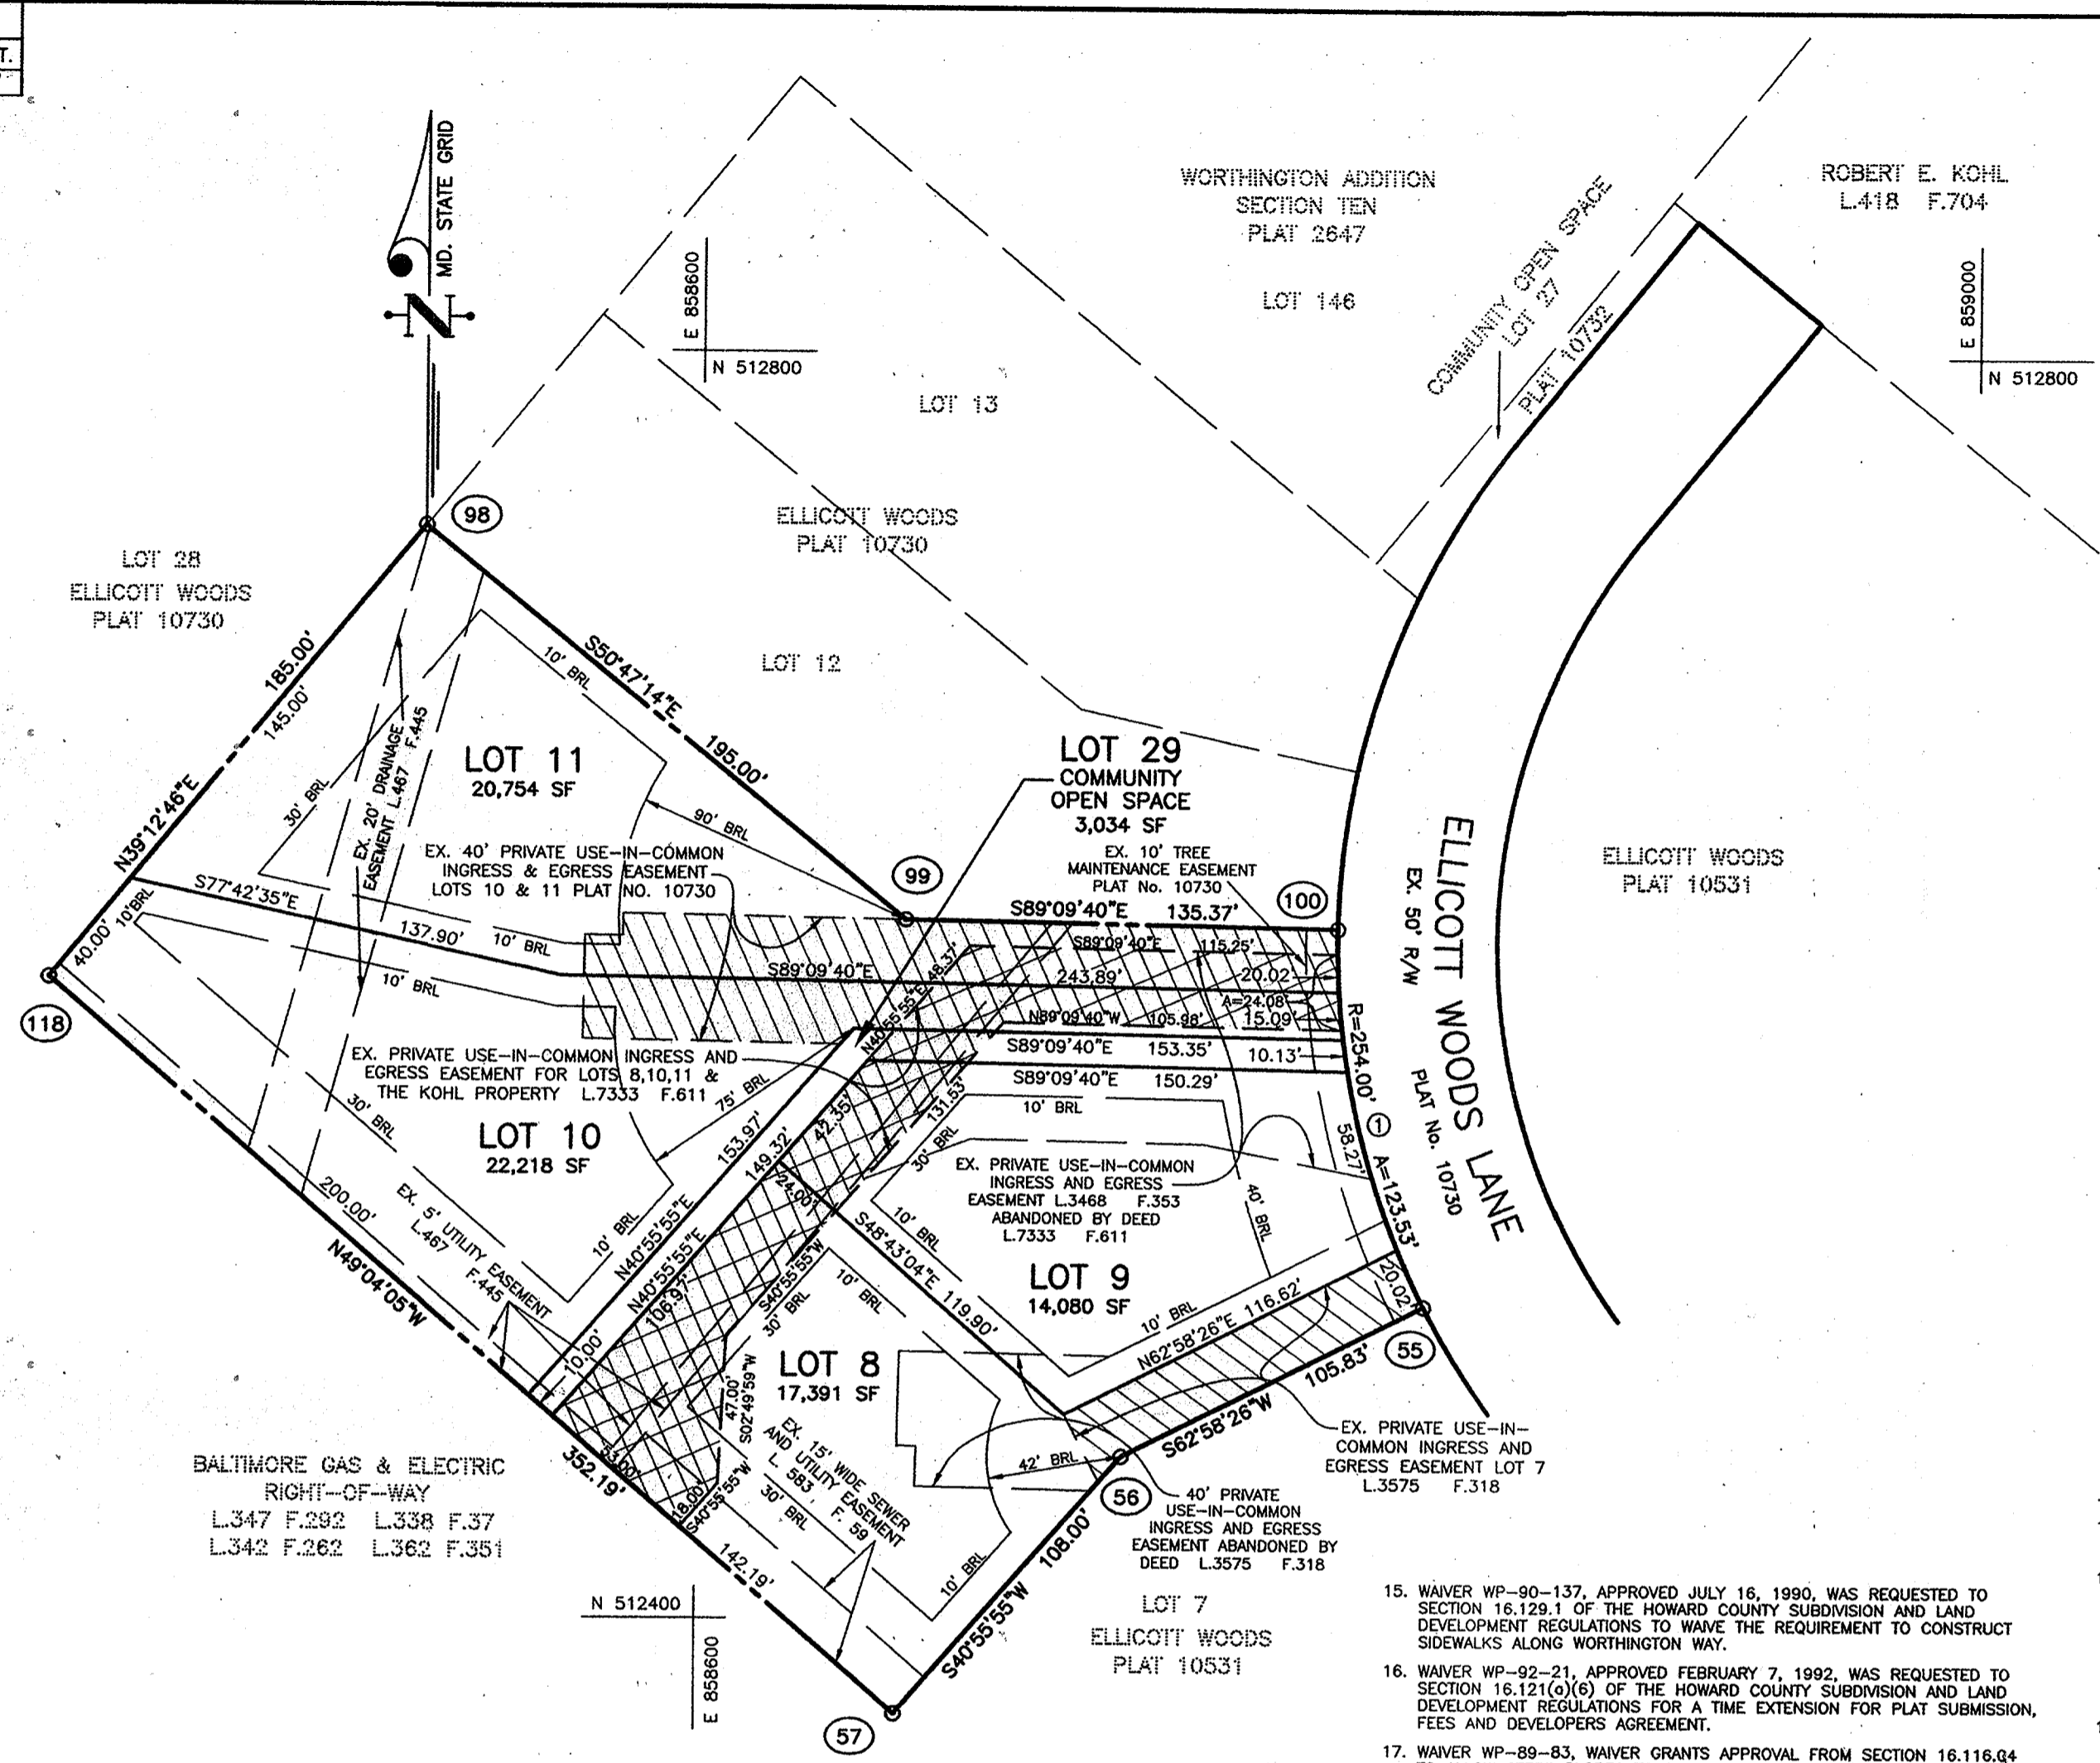 T.
MD. STATE GRID
N
E 858600
N 512800
WORTHINGTON ADDITION
SECTION TEN
PLAT 2647
LOT 146
COMMUNITY OPEN SPACE
LOT 27
PLAT 10732
ROBERT E. KOHL
L.418 F.704
E 859000
N 512800
LOT 13
98
LOT 28
ELLICOTT WOODS
PLAT 10730
ELLICOTT WOODS
PLAT 10730
LOT 12
185.00'
145.00'
N39°12'46"E
S50°47'14"E
195.00'
10' BRL
30' BRL
EX. 20' DRAINAGE
EASEMENT L.467 F.445
LOT 11
20,754 SF
90' BRL
EX. 40' PRIVATE USE-IN-COMMON
INGRESS & EGRESS EASEMENT
LOTS 10 & 11 PLAT NO. 10730
LOT 29
COMMUNITY
OPEN SPACE
3,034 SF
EX. 10' TREE
MAINTENANCE EASEMENT
PLAT No. 10730
99
100
S89°09'40"E 135.37'
ELLICOTT WOODS LANE
EX. 50' R/W
PLAT No. 10730
ELLICOTT WOODS
PLAT 10531
S77°42'35"E
137.90'
10' BRL
10' BRL
40.00'
10'BRL
118
S89°09'40"E 115.25'
48.37'
S89°09'40"E
243.89'
20.02'
A=24.08'
N89°09'40"W 105.98'
15.09'
N40°55'55"E
S89°09'40"E 153.35'
10.13'
S89°09'40"E 150.29'
R=254.00' 1 A=123.53'
58.27'
EX. PRIVATE USE-IN-COMMON INGRESS AND
EGRESS EASEMENT FOR LOTS 8,10,11 &
THE KOHL PROPERTY L.7333 F.611
75' BRL
LOT 10
22,218 SF
30' BRL
10' BRL
153.97'
N40°55'55"E
149.32'
N40°55'55"E
42.35'
131.53'
30' BRL
10' BRL
24.00'
106.97'
10.00'
S40°55'55"W
30' BRL
EX. PRIVATE USE-IN-COMMON
INGRESS AND EGRESS
EASEMENT L.3468 F.353
ABANDONED BY DEED
L.7333 F.611
40' BRL
10' BRL
S48°43'04"E
119.90'
LOT 9
14,080 SF
10' BRL
N62°58'26"E 116.62'
20.02'
55
105.83'
S62°58'26"W
200.00'
EX. 5' UTILITY EASEMENT
L.467 F.445
N49°04'05"W
352.19'
53.00'
18.00'
S40°55'55"W
47.00'
S02°49'59"W
10' BRL
LOT 8
17,391 SF
EX. 15' WIDE SEWER
AND UTILITY EASEMENT
L. 583, F. 59
30' BRL
42' BRL
10' BRL
142.19'
56
108.00'
S40°55'55"W
57
EX. PRIVATE USE-IN-
COMMON INGRESS AND
EGRESS EASEMENT LOT 7
L.3575 F.318
40' PRIVATE
USE-IN-COMMON
INGRESS AND EGRESS
EASEMENT ABANDONED BY
DEED L.3575 F.318
BALTIMORE GAS & ELECTRIC
RIGHT-OF-WAY
L.347 F.292 L.338 F.37
L.342 F.262 L.362 F.351
N 512400
E 858600
LOT 7
ELLICOTT WOODS
PLAT 10531
15. WAIVER WP-90-137, APPROVED JULY 16, 1990, WAS REQUESTED TO
SECTION 16.129.1 OF THE HOWARD COUNTY SUBDIVISION AND LAND
DEVELOPMENT REGULATIONS TO WAIVE THE REQUIREMENT TO CONSTRUCT
SIDEWALKS ALONG WORTHINGTON WAY.
16. WAIVER WP-92-21, APPROVED FEBRUARY 7, 1992, WAS REQUESTED TO
SECTION 16.121(a)(6) OF THE HOWARD COUNTY SUBDIVISION AND LAND
DEVELOPMENT REGULATIONS FOR A TIME EXTENSION FOR PLAT SUBMISSION,
FEES AND DEVELOPERS AGREEMENT.
17. WAIVER WP-89-83, WAIVER GRANTS APPROVAL FROM SECTION 16.116.G4